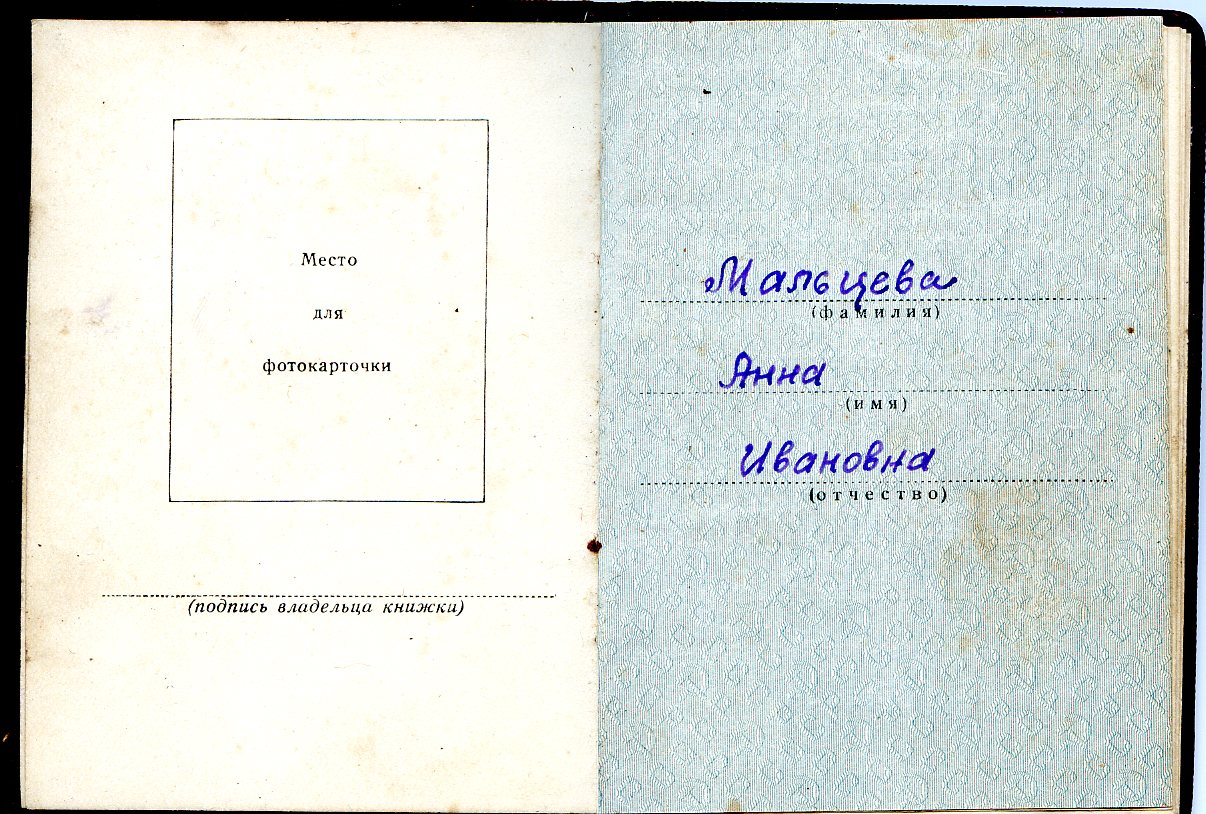 Место
для
фотокарточки
(подпись владельца книжки)
Мальцева
(фамилия)
Анна
(имя)
Ивановна
(отчество)